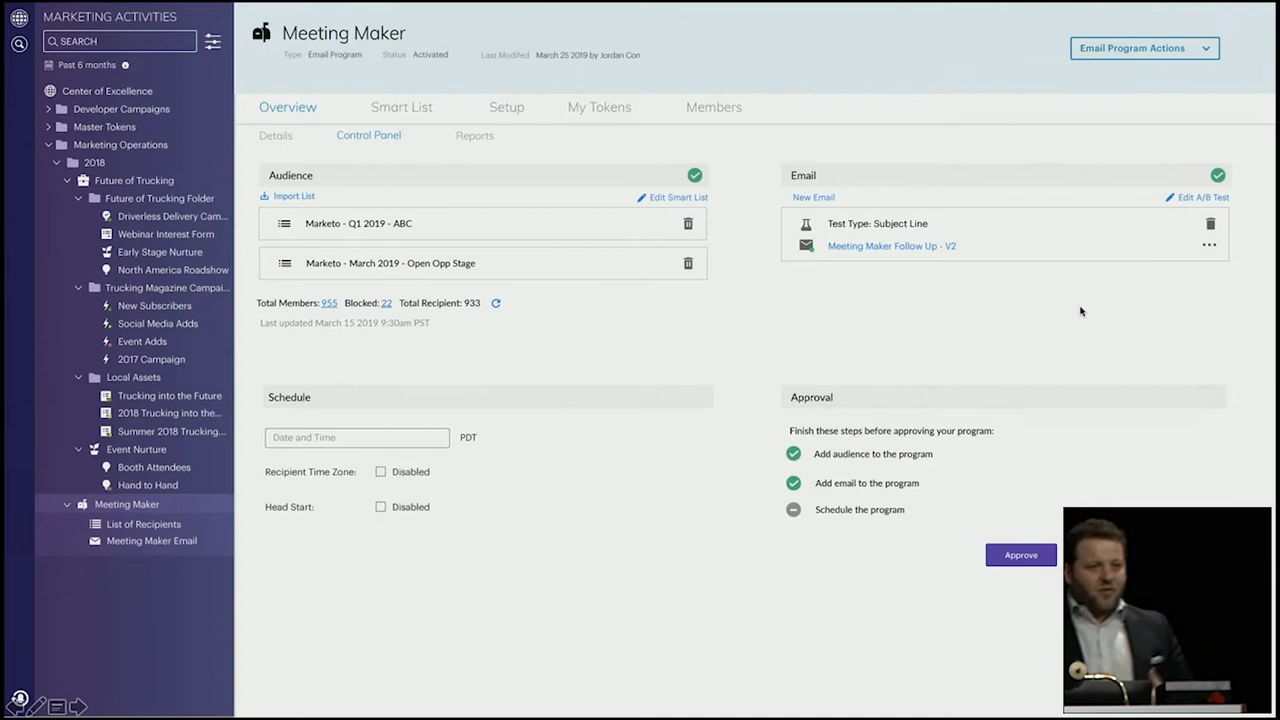 MARKETING ACTIVITIES
SEARCH
Past 6 months
Center of Excellence
Developer Campaigns
Master Tokens
Marketing Operations
2018
Future of Trucking
Future of Trucking Folder
Driverless Delivery Cam...
Webinar Interest Form
Early Stage Nurture
North America Roadshow
Trucking Magazine Campai...
New Subscribers
Social Media Adds
Event Adds
2017 Campaign
Local Assets
Trucking into the Future
2018 Trucking into the...
Summer 2018 Trucking...
Event Nurture
Booth Attendees
Hand to Hand
Meeting Maker
List of Recipients
Meeting Maker Email
Meeting Maker
Type Email Program Status Activated Last Modifed March 25 2019 by Jordan Con
Email Program Actions
Overview Smart List Setup My Tokens Members
Details Control Panel Reports
Audience
Import List Edit Smart List
Marketo - Q1 2019 - ABC
Marketo - March 2019 - Open Opp Stage
Total Members: 955 Blocked: 22 Total Recipient: 933
Last updated March 15 2019 9:30am PST
Email
New Email Edit A/B Test
Test Type: Subject Line
Meeting Maker Follow Up - V2
Schedule
Date and Time PDT
Recipient Time Zone: Disabled
Head Start: Disabled
Approval
Finish these steps before approving your program:
Add audience to the program
Add email to the program
Schedule the program
Approve